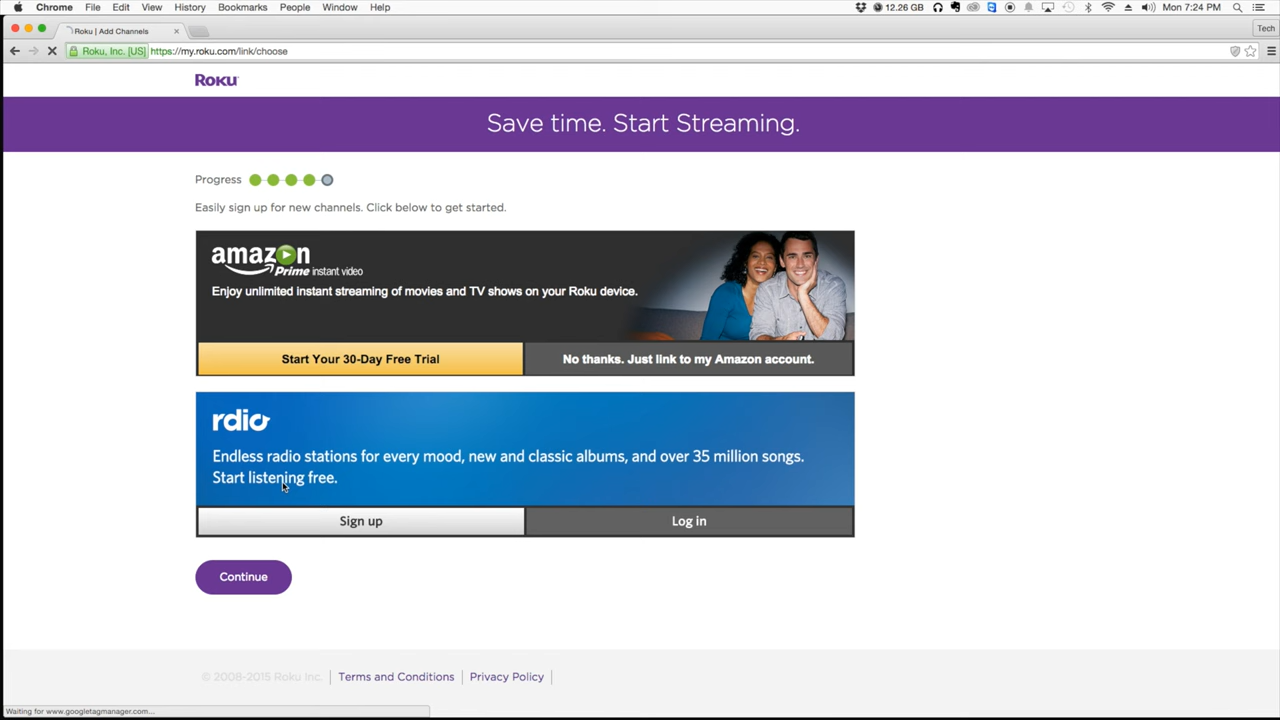 Chrome File Edit View History Bookmarks People Window Help 12.26 GB Mon 7:24 PM
Roku | Add Channels Tech
Roku, Inc. [US] https://my.roku.com/link/choose
ROKU
Save time. Start Streaming.
Progress
Easily sign up for new channels. Click below to get started.
amazon
Prime instant video
Enjoy unlimited instant streaming of movies and TV shows on your Roku device.
Start Your 30-Day Free Trial No thanks. Just link to my Amazon account.
rdio
Endless radio stations for every mood, new and classic albums, and over 35 million songs.
Start listening free.
Sign up Log in
Continue
© 2008-2015 Roku Inc. | Terms and Conditions | Privacy Policy |
Waiting for www.googletagmanager.com...